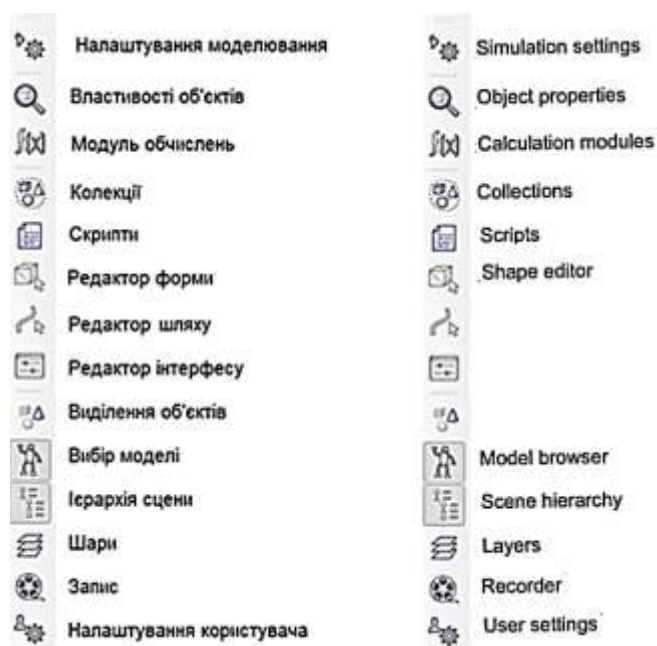 Налаштування моделювання
Властивості об'єктів
Модуль обчислень
Колекції
Скрипти
Редактор форми
Редактор шляху
Редактор інтерфесу
Виділення об'єктів
Вибір моделі
Ієрархія сцени
Шари
Запис
Налаштування користувача
Simulation settings
Object properties
Calculation modules
Collections
Scripts
Shape editor
Model browser
Scene hierarchy
Layers
Recorder
User settings